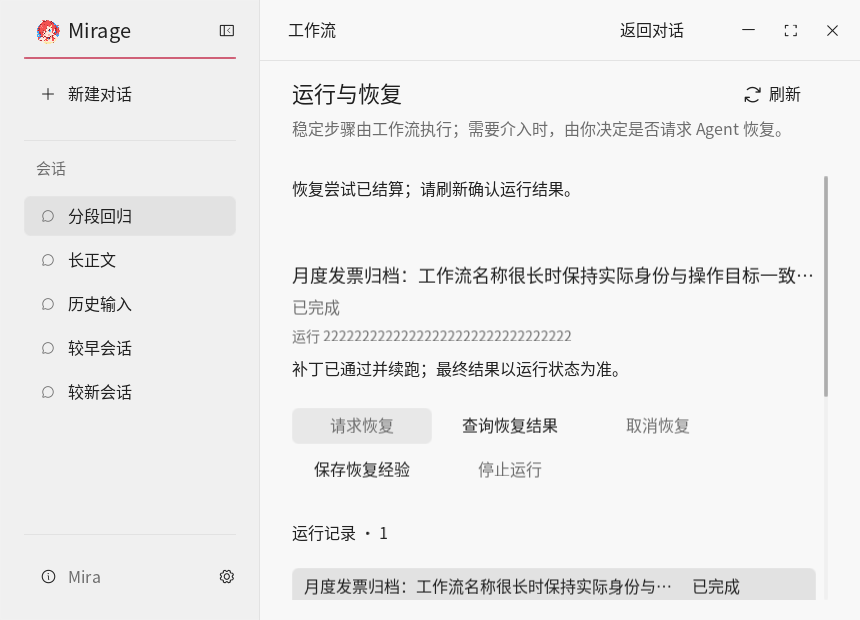 Mirage
工作流
返回对话
新建对话
运行与恢复
刷新
稳定步骤由工作流执行；需要介入时，由你决定是否请求 Agent 恢复。
会话
分段回归
长正文
历史输入
较早会话
较新会话
恢复尝试已结算；请刷新确认运行结果。
月度发票归档：工作流名称很长时保持实际身份与操作目标一致…
已完成
运行 22222222222222222222222222222222
补丁已通过并续跑；最终结果以运行状态为准。
请求恢复
查询恢复结果
取消恢复
保存恢复经验
停止运行
运行记录 · 1
月度发票归档：工作流名称很长时保持实际身份与… 已完成
Mira